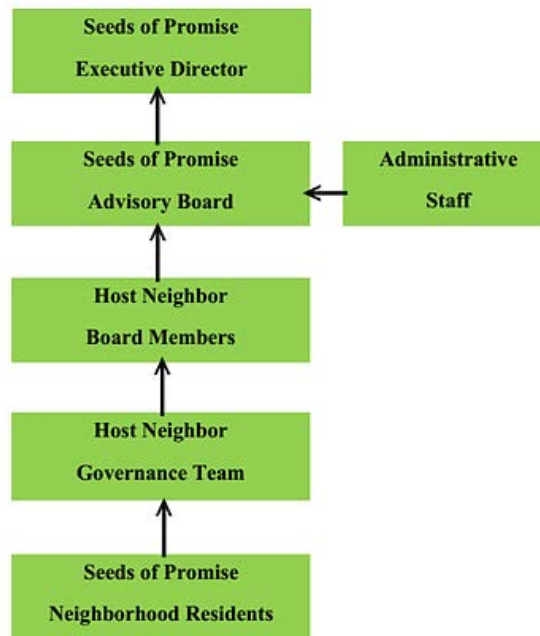 Seeds of Promise
Executive Director
Seeds of Promise
Advisory Board
Administrative
Staff
Host Neighbor
Board Members
Host Neighbor
Governance Team
Seeds of Promise
Neighborhood Residents